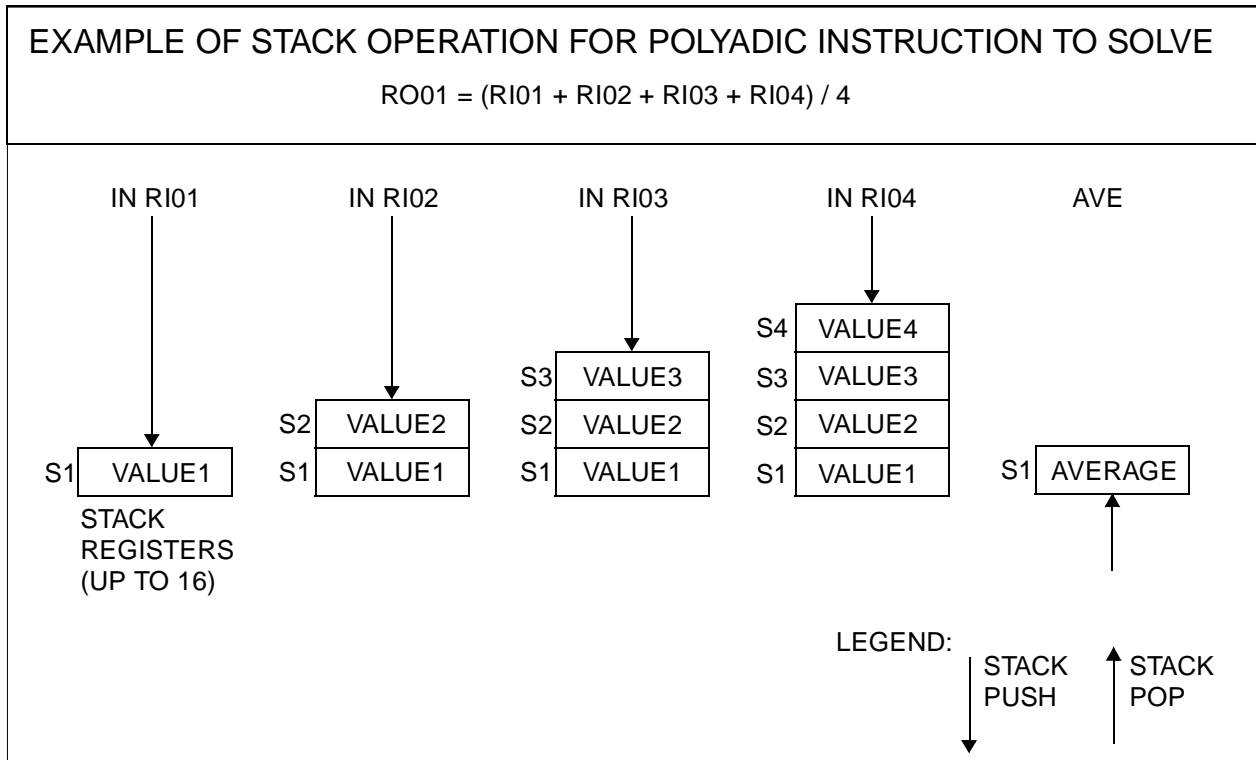 EXAMPLE OF STACK OPERATION FOR POLYADIC INSTRUCTION TO SOLVE
RO01 = (RI01 + RI02 + RI03 + RI04) / 4
IN RI01
IN RI02
IN RI03
IN RI04
AVE
S1 VALUE1
STACK
REGISTERS
(UP TO 16)
S2 VALUE2
S1 VALUE1
S3 VALUE3
S2 VALUE2
S1 VALUE1
S4 VALUE4
S3 VALUE3
S2 VALUE2
S1 VALUE1
S1 AVERAGE
LEGEND:
STACK
PUSH
STACK
POP